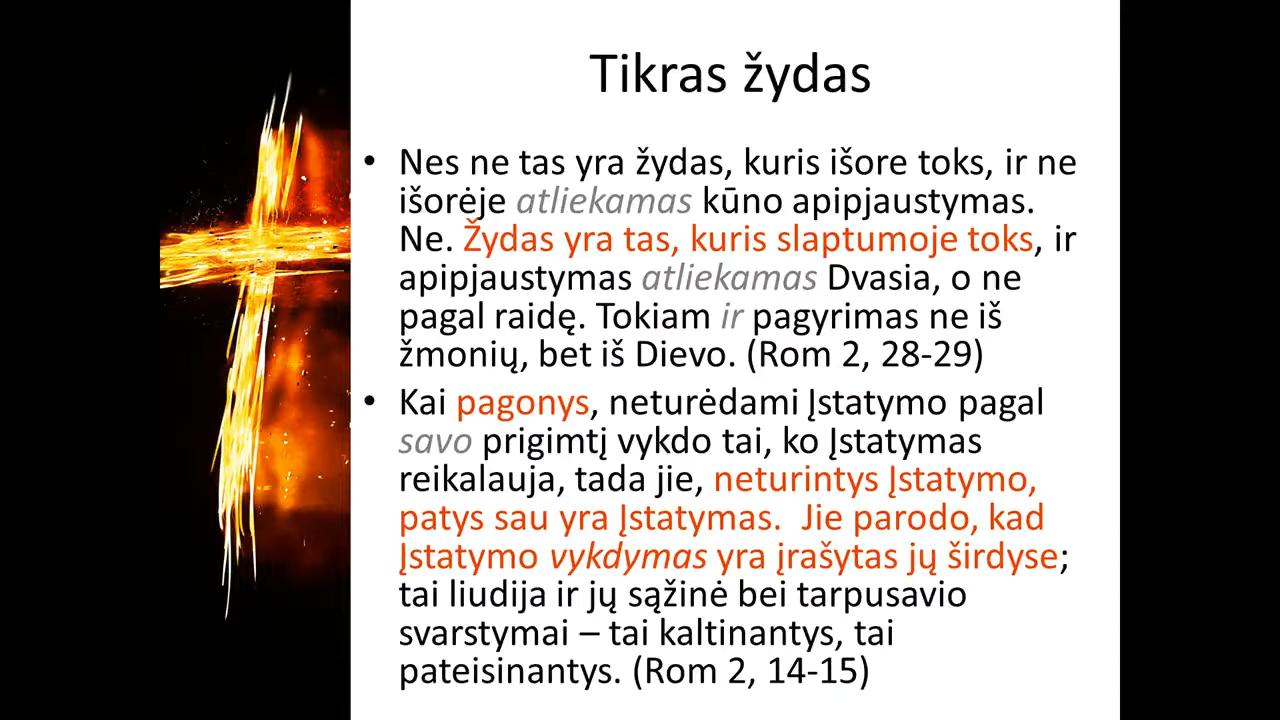 Tikras žydas
• Nes ne tas yra žydas, kuris išore toks, ir ne
išorėje atliekamas kūno apipjaustymas.
Ne. Žydas yra tas, kuris slaptumoje toks, ir
apipjaustymas atliekamas Dvasia, o ne
pagal raidę. Tokiam ir pagyrimas ne iš
žmonių, bet iš Dievo. (Rom 2, 28-29)
• Kai pagonys, neturėdami Įstatymo pagal
savo prigimtį vykdo tai, ko Įstatymas
reikalauja, tada jie, neturintys Įstatymo,
patys sau yra Įstatymas.  Jie parodo, kad
Įstatymo vykdymas yra įrašytas jų širdyse;
tai liudija ir jų sąžinė bei tarpusavio
svarstymai – tai kaltinantys, tai
pateisinantys. (Rom 2, 14-15)